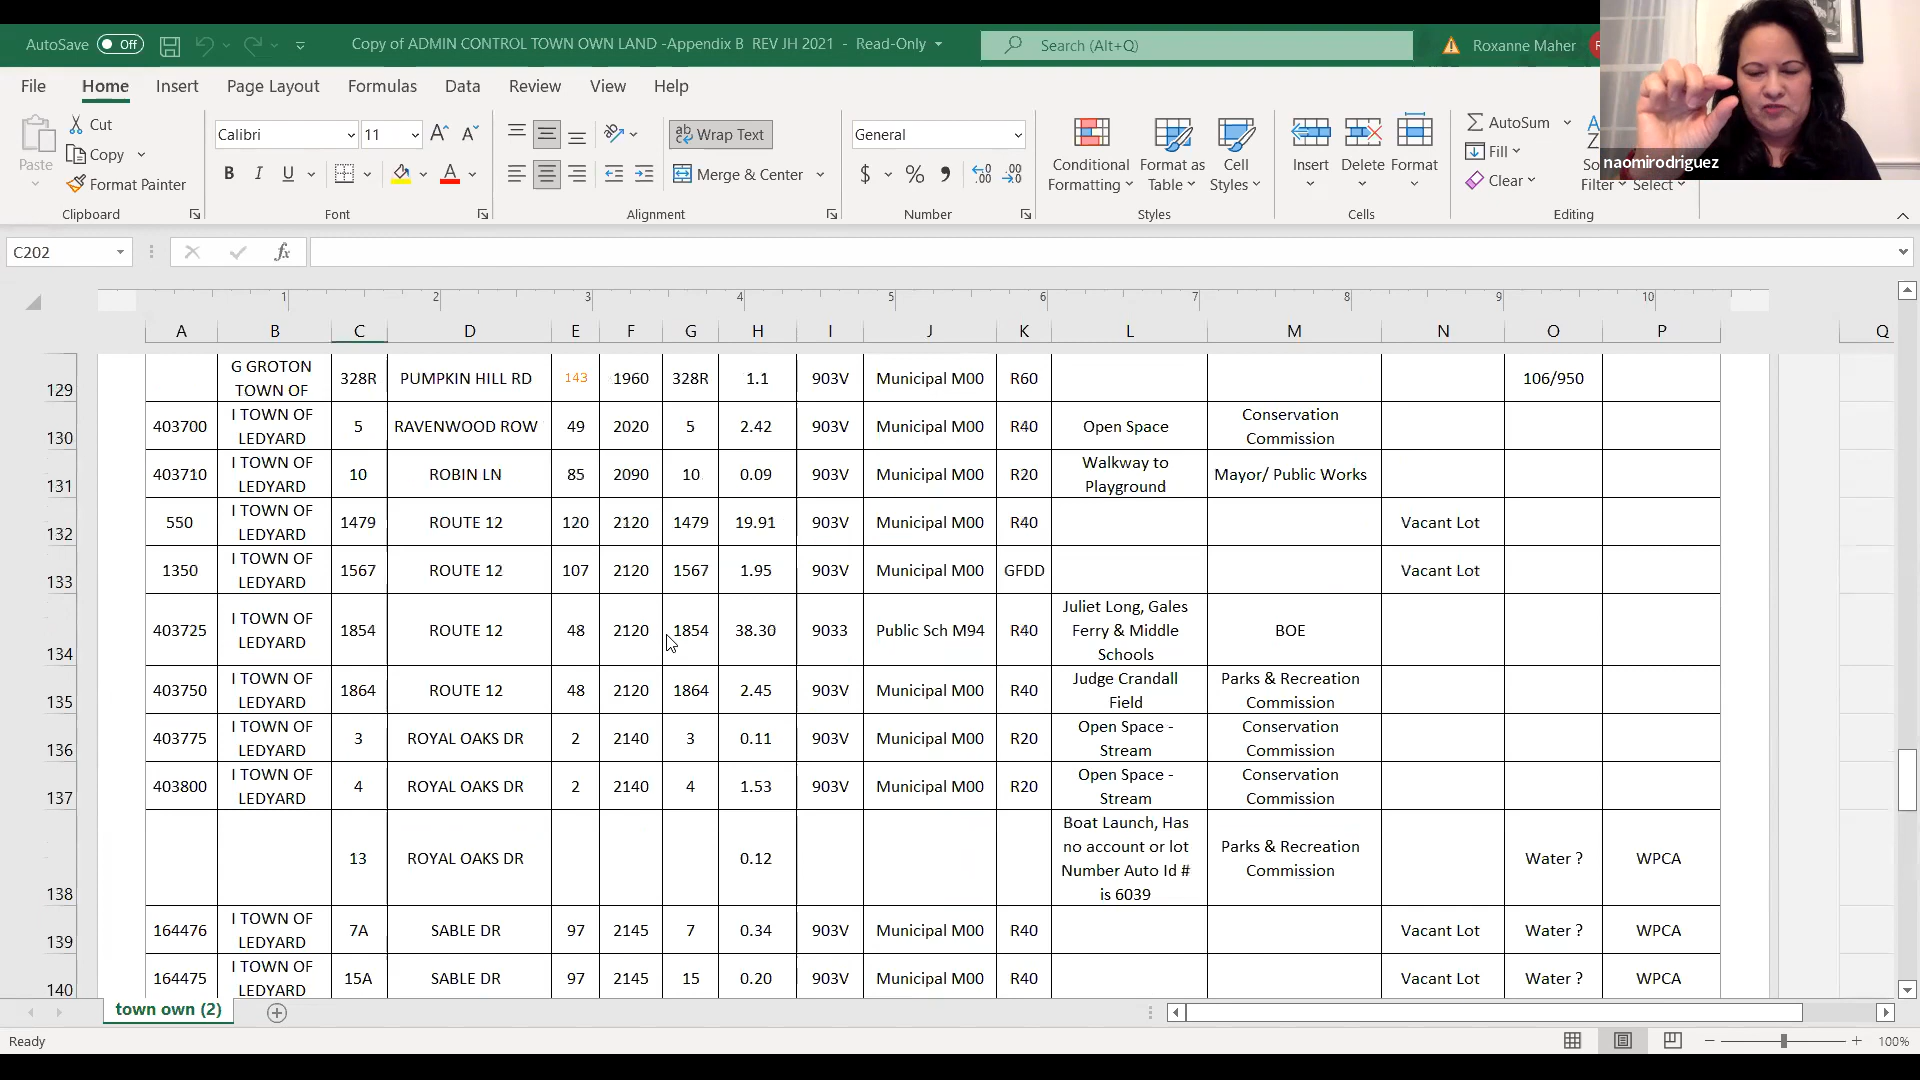 AutoSave Off Copy of ADMIN CONTROL TOWN OWN LAND -Appendix B REV JH 2021 - Read-Only Search (Alt+Q) Roxanne Maher
File Home Insert Page Layout Formulas Data Review View Help
Paste Cut Copy Format Painter Clipboard
Calibri 11 B I U A Font
ab Wrap Text Merge & Center Alignment
General $ % Number
Conditional Formatting Format as Table Cell Styles Styles
Insert Delete Format Cells
AutoSum Fill Clear Filter Select Editing
naomirodriguez
C202 fx
1 2 3 4 5 6 7 8 9 10
A B C D E F G H I J K L M N O P Q
129 G GROTON TOWN OF 328R PUMPKIN HILL RD 143 1960 328R 1.1 903V Municipal M00 R60 106/950
130 403700 I TOWN OF LEDYARD 5 RAVENWOOD ROW 49 2020 5 2.42 903V Municipal M00 R40 Open Space Conservation Commission
131 403710 I TOWN OF LEDYARD 10 ROBIN LN 85 2090 10 0.09 903V Municipal M00 R20 Walkway to Playground Mayor/ Public Works
132 550 I TOWN OF LEDYARD 1479 ROUTE 12 120 2120 1479 19.91 903V Municipal M00 R40 Vacant Lot
133 1350 I TOWN OF LEDYARD 1567 ROUTE 12 107 2120 1567 1.95 903V Municipal M00 GFDD Vacant Lot
134 403725 I TOWN OF LEDYARD 1854 ROUTE 12 48 2120 1854 38.30 9033 Public Sch M94 R40 Juliet Long, Gales Ferry & Middle Schools BOE
135 403750 I TOWN OF LEDYARD 1864 ROUTE 12 48 2120 1864 2.45 903V Municipal M00 R40 Judge Crandall Field Parks & Recreation Commission
136 403775 I TOWN OF LEDYARD 3 ROYAL OAKS DR 2 2140 3 0.11 903V Municipal M00 R20 Open Space - Stream Conservation Commission
137 403800 I TOWN OF LEDYARD 4 ROYAL OAKS DR 2 2140 4 1.53 903V Municipal M00 R20 Open Space - Stream Conservation Commission
138 13 ROYAL OAKS DR 0.12 Boat Launch, Has no account or lot Number Auto Id # is 6039 Parks & Recreation Commission Water ? WPCA
139 164476 I TOWN OF LEDYARD 7A SABLE DR 97 2145 7 0.34 903V Municipal M00 R40 Vacant Lot Water ? WPCA
140 164475 I TOWN OF LEDYARD 15A SABLE DR 97 2145 15 0.20 903V Municipal M00 R40 Vacant Lot Water ? WPCA
town own (2)
Ready 100%